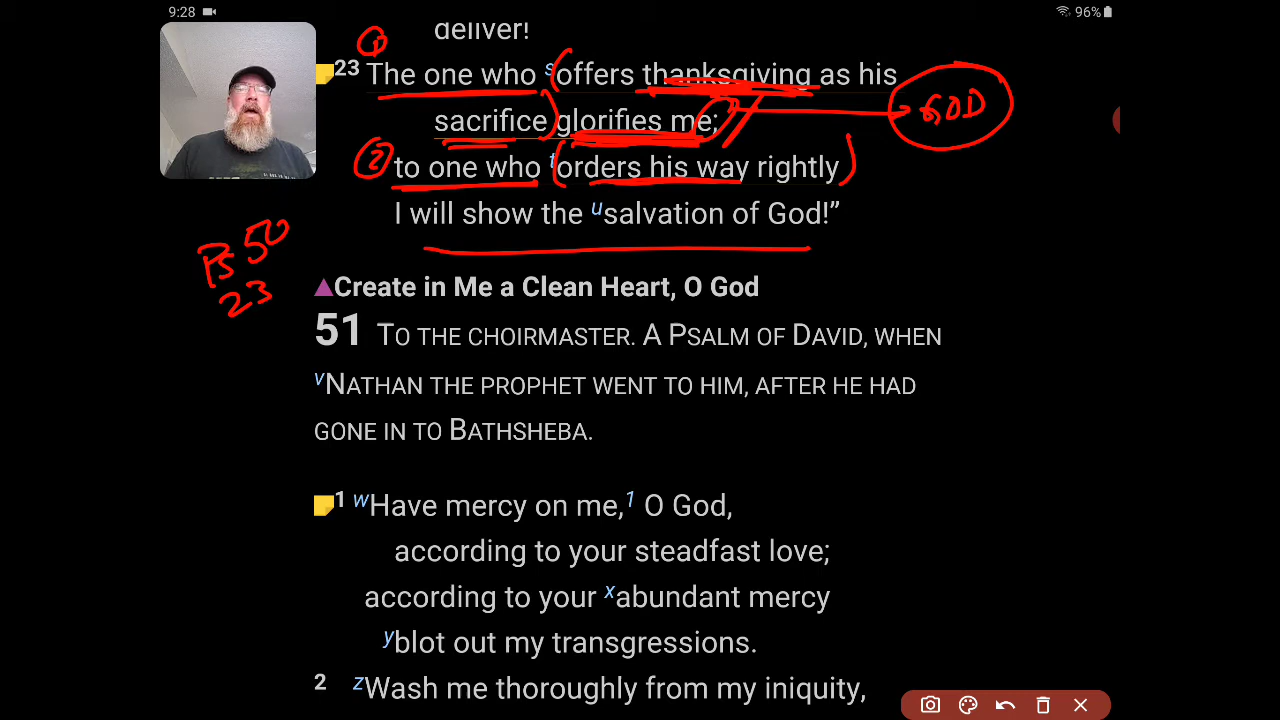 9:28
96%
deliver!
①
23 The one who s offers thanksgiving as his
sacrifice glorifies me;
GOD
②
to one who t orders his way rightly
I will show the u salvation of God!”
Ps 50
23
Create in Me a Clean Heart, O God
51 TO THE CHOIRMASTER. A PSALM OF DAVID, WHEN
v NATHAN THE PROPHET WENT TO HIM, AFTER HE HAD
GONE IN TO BATHSHEBA.
1 w Have mercy on me,1 O God,
according to your steadfast love;
according to your x abundant mercy
y blot out my transgressions.
2 z Wash me thoroughly from my iniquity,